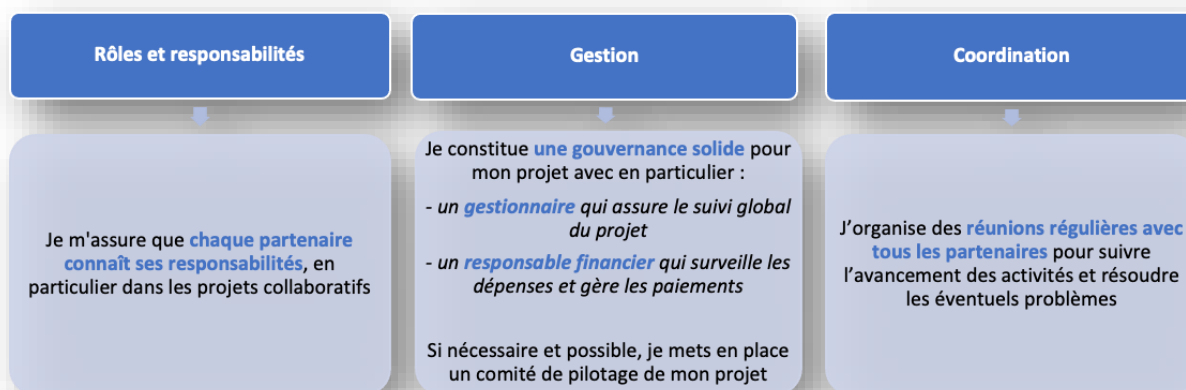 Rôles et responsabilités
Je m'assure que chaque partenaire
connaît ses responsabilités, en
particulier dans les projets collaboratifs
Gestion
Je constitue une gouvernance solide pour
mon projet avec en particulier :
- un gestionnaire qui assure le suivi global
du projet
- un responsable financier qui surveille les
dépenses et gère les paiements
Si nécessaire et possible, je mets en place
un comité de pilotage de mon projet
Coordination
J’organise des réunions régulières avec
tous les partenaires pour suivre
l’avancement des activités et résoudre
les éventuels problèmes